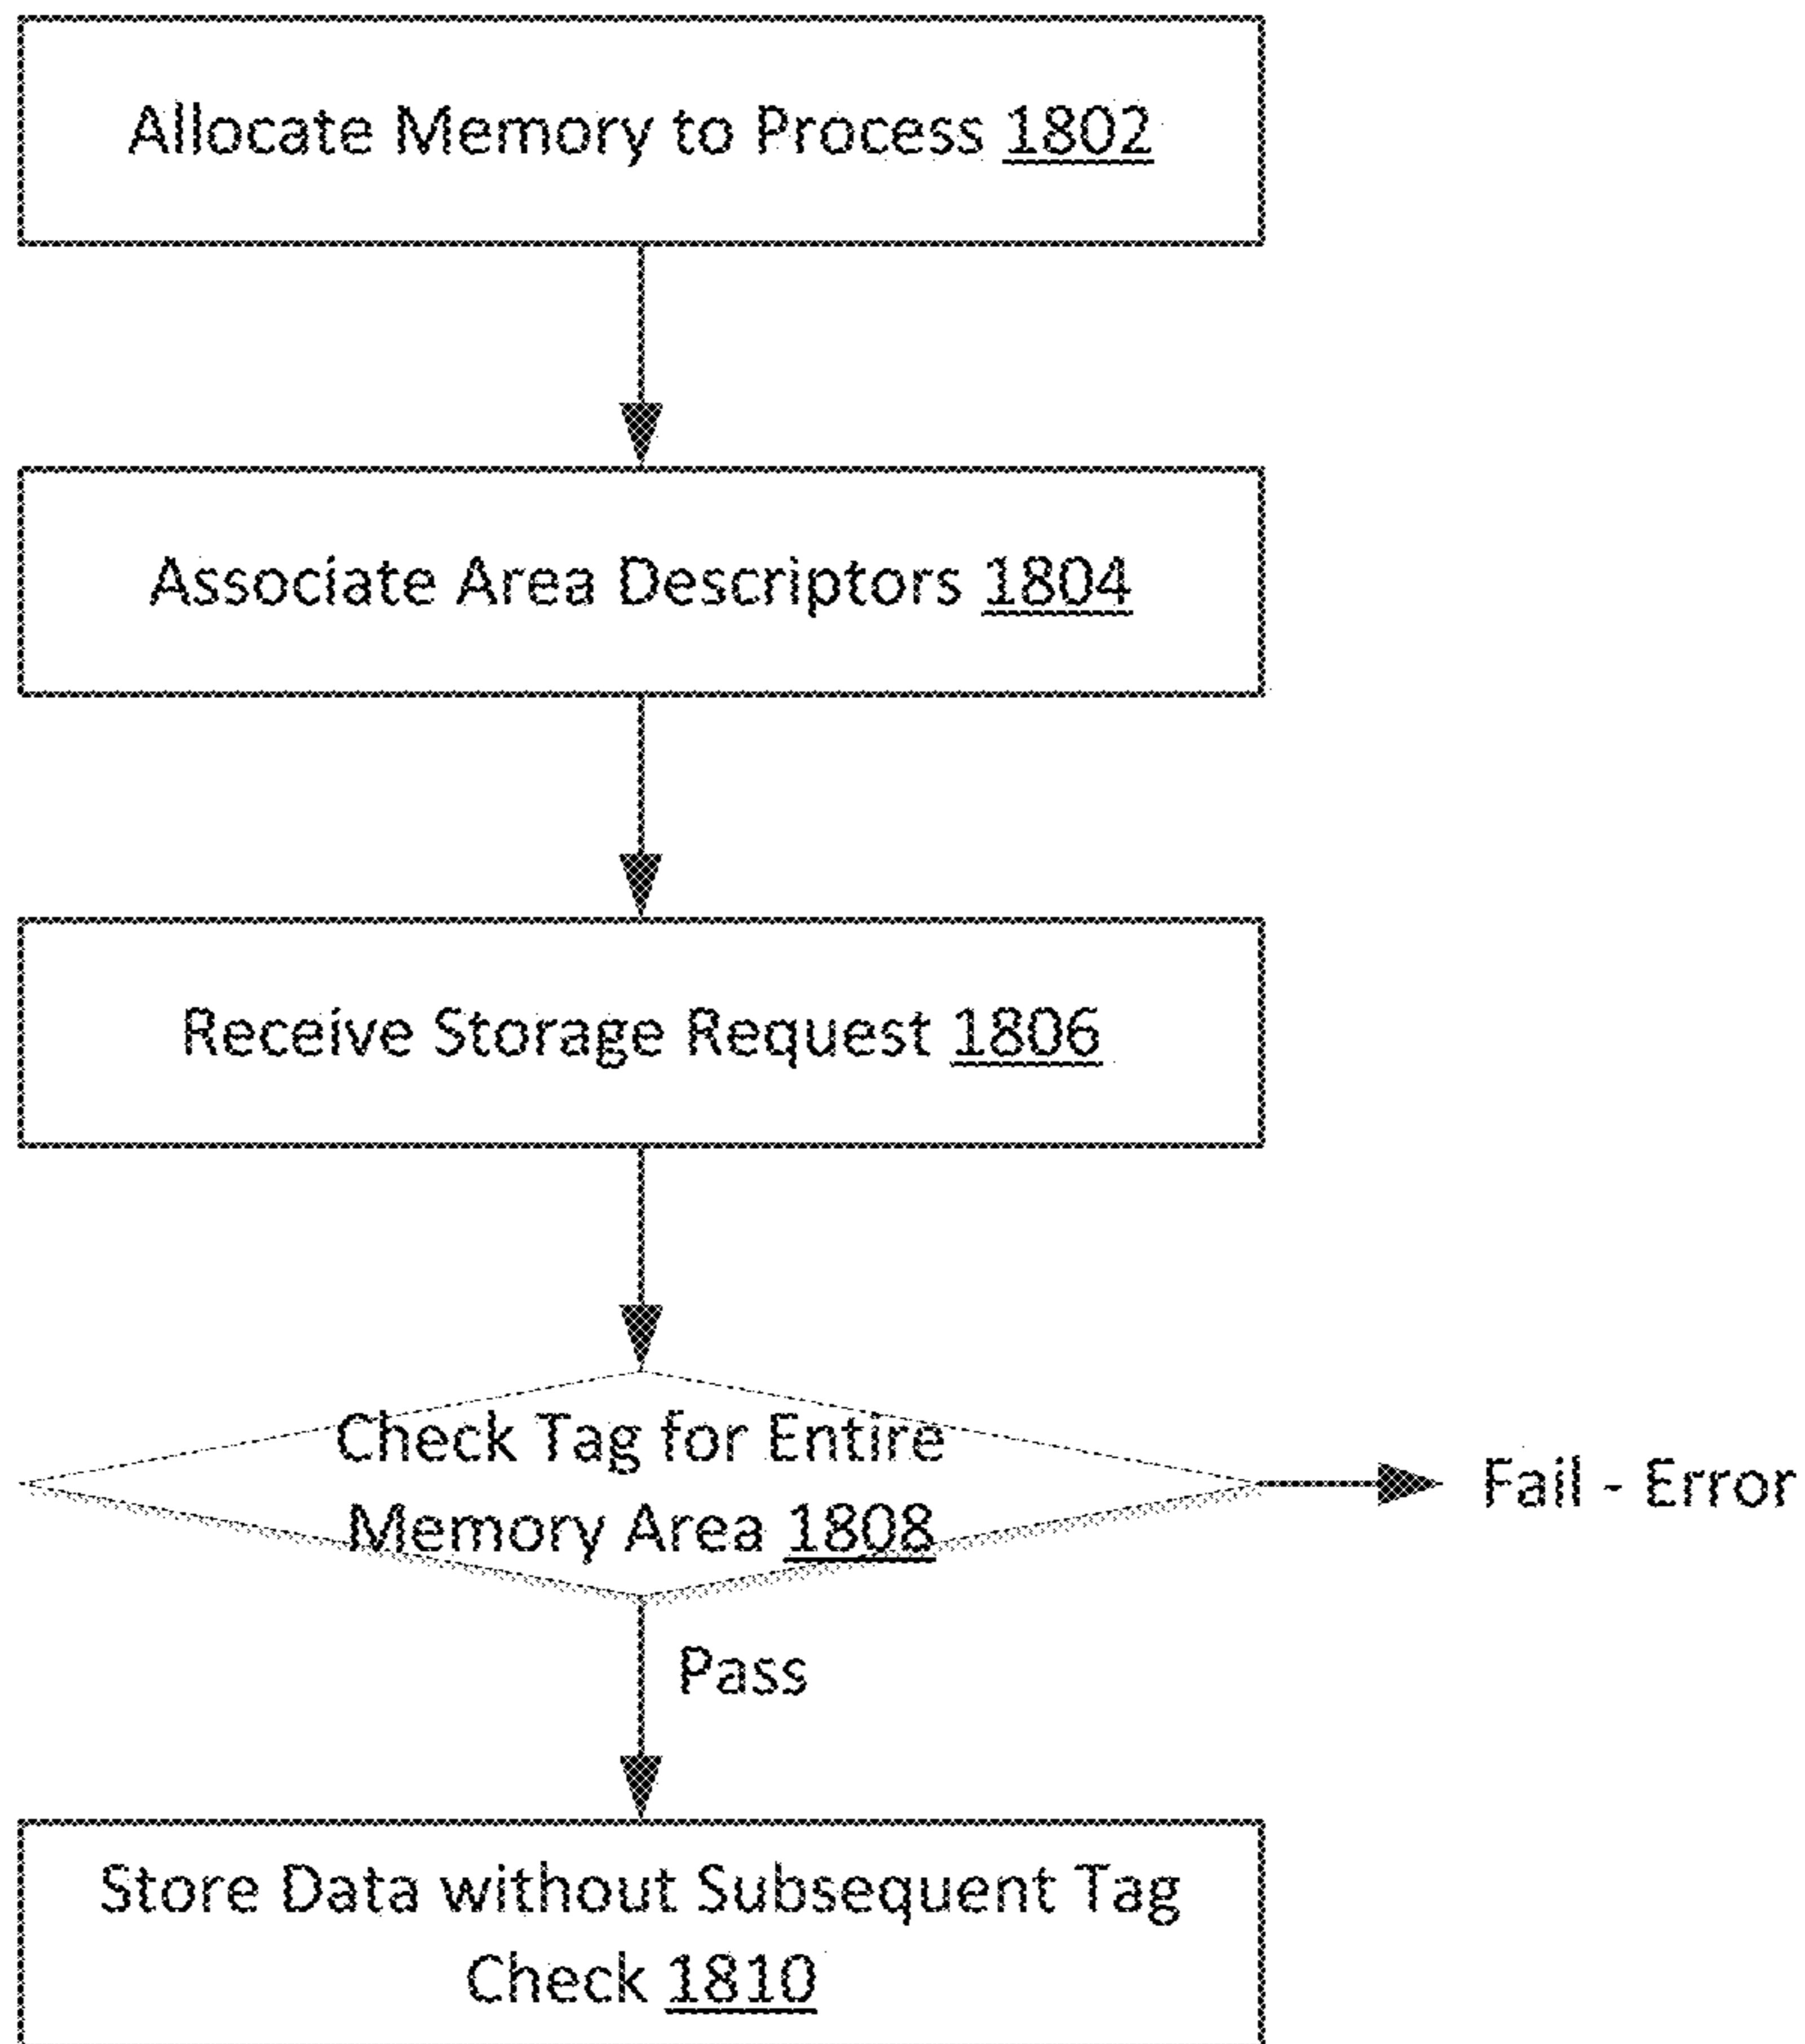 Allocate Memory to Process 1802
Associate Area Descriptors 1804
Receive Storage Request 1806
Check Tag for Entire
Memory Area 1808
Fail - Error
Pass
Store Data without Subsequent Tag
Check 1810